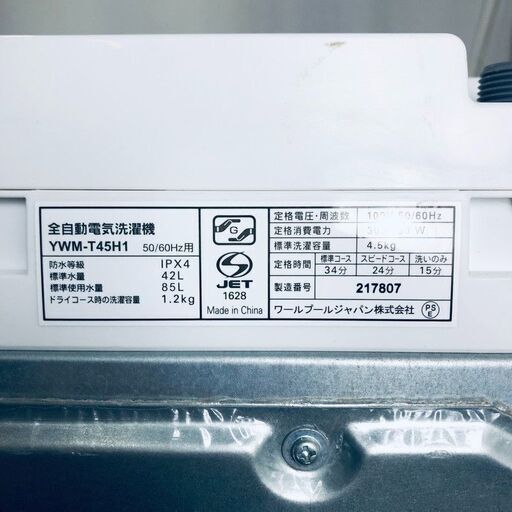 全自動電気洗濯機
YWM-T45H1 50/60Hz用
防水等級 IPX4
標準水量 42L
標準使用水量 85L
ドライコース時の洗濯容量 1.2kg
G
JET
1628
Made in China
定格電圧・周波数 100V 50/60Hz
定格消費電力 W
標準洗濯容量 4.5kg
定格時間 標準コース スピードコース 洗いのみ
34分 24分 15分
製造番号 217807
ワールプールジャパン株式会社 PSE